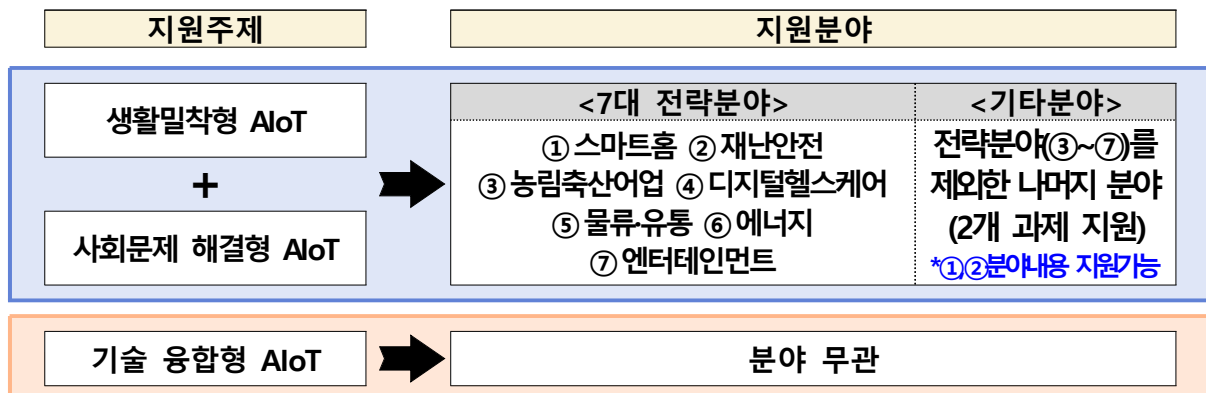 지원주제
지원분야
생활밀착형 AIoT
+
사회문제 해결형 AIoT
<7대 전략분야>
① 스마트홈 ② 재난안전
③ 농림축산어업 ④ 디지털헬스케어
⑤ 물류·유통 ⑥ 에너지
⑦ 엔터테인먼트
<기타분야>
전략분야(③~⑦)를
제외한 나머지 분야
(2개 과제 지원)
*①,②분야내용 지원가능
기술 융합형 AIoT
분야 무관